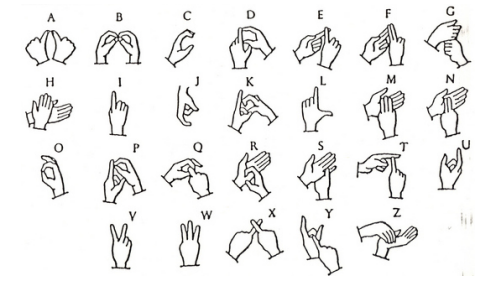 A B C D E F G
H I J K L M N
O P Q R S T U
V W X Y Z